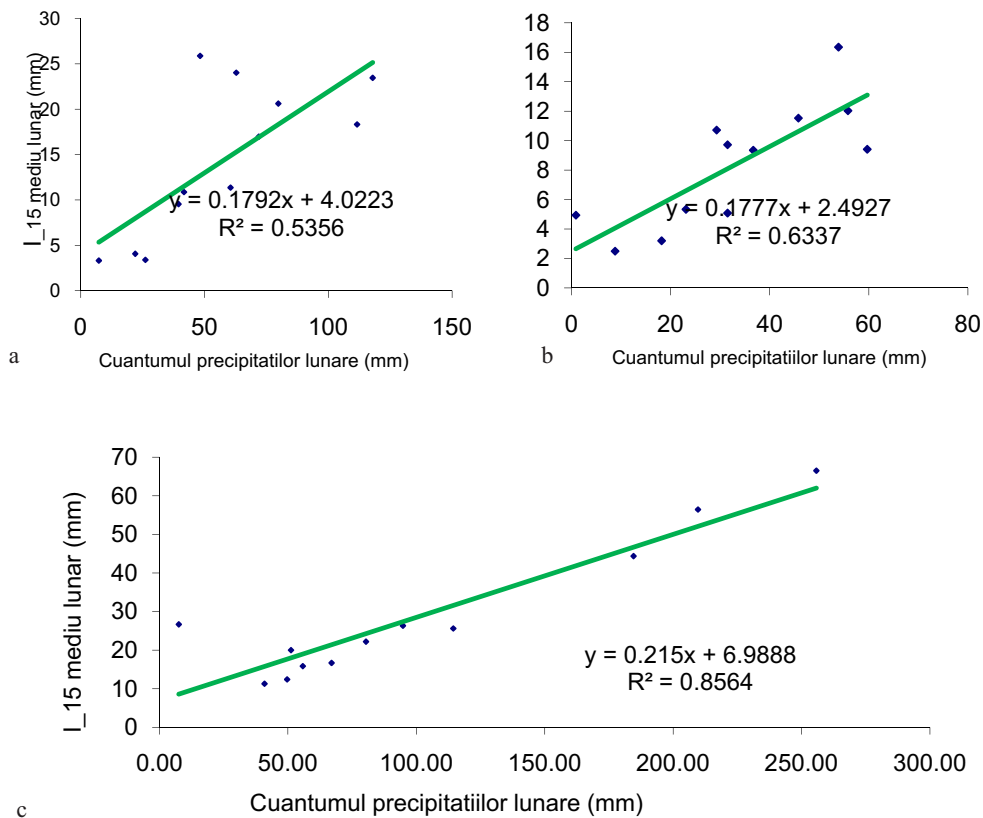 30
25
20
15
10
5
0
I_15 mediu lunar (mm)
y = 0.1792x + 4.0223
R² = 0.5356
0 50 100 150
Cuantumul precipitatilor lunare (mm)
a
18
16
14
12
10
8
6
4
2
0
y = 0.1777x + 2.4927
R² = 0.6337
0 20 40 60 80
Cuantumul precipitatiilor lunare (mm)
b
70
60
50
40
30
20
10
0
I_15 mediu lunar (mm)
y = 0.215x + 6.9888
R² = 0.8564
0.00 50.00 100.00 150.00 200.00 250.00 300.00
Cuantumul precipitatiilor lunare (mm)
c